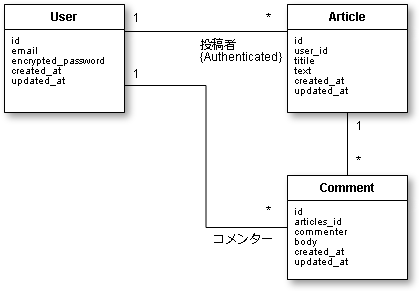 User
id
email
encrypted_password
created_at
updated_at
1
*
投稿者
{Authenticated}
Article
id
user_id
titile
text
created_at
updated_at
1
*
コメンター
1
*
Comment
id
articles_id
commenter
body
created_at
updated_at